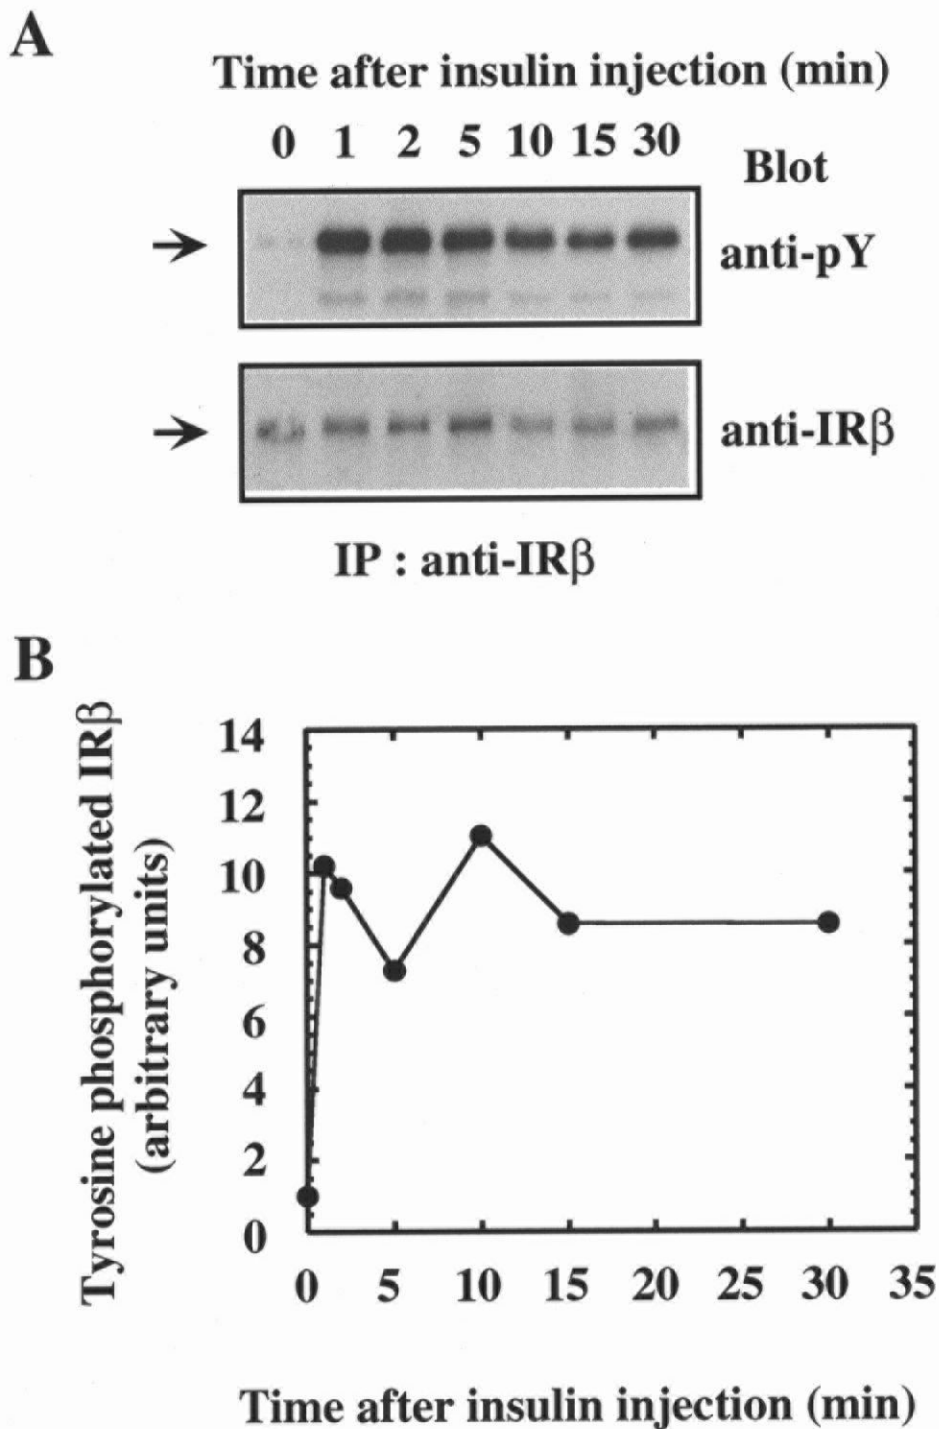 A
Time after insulin injection (min)
0 1 2 5 10 15 30
Blot
anti-pY
anti-IRβ
IP : anti-IRβ
B
Tyrosine phosphorylated IRβ
(arbitrary units)
14
12
10
8
6
4
2
0
0 5 10 15 20 25 30 35
Time after insulin injection (min)